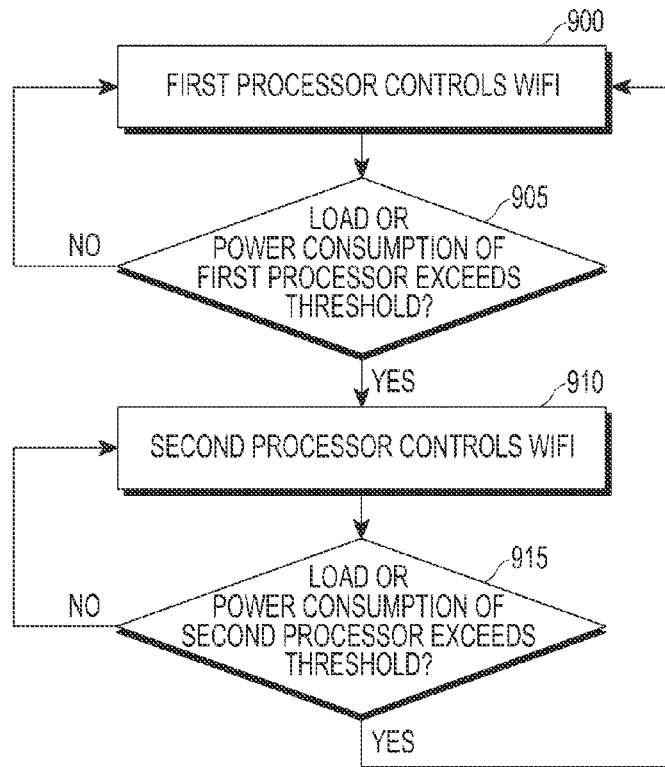 900
FIRST PROCESSOR CONTROLS WIFI
905
LOAD OR
POWER CONSUMPTION OF
FIRST PROCESSOR EXCEEDS
THRESHOLD?
NO
YES
910
SECOND PROCESSOR CONTROLS WIFI
915
LOAD OR
POWER CONSUMPTION OF
SECOND PROCESSOR EXCEEDS
THRESHOLD?
NO
YES